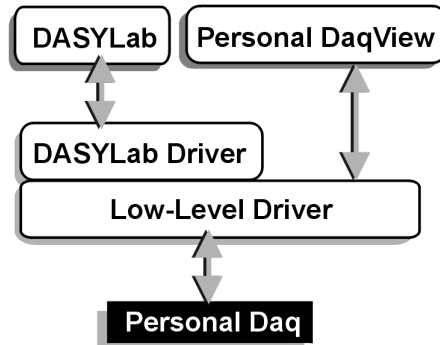 DASYLab
Personal DaqView
DASYLab Driver
Low-Level Driver
Personal Daq